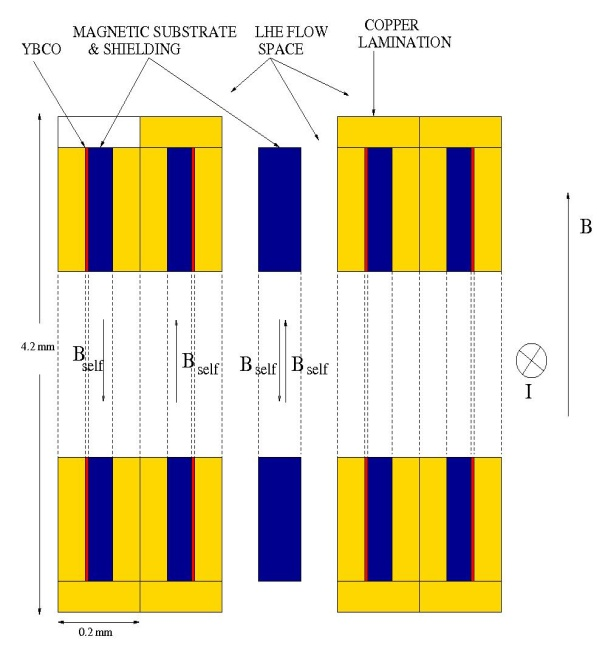 YBCO
MAGNETIC SUBSTRATE
& SHIELDING
LHE FLOW
SPACE
COPPER
LAMINATION
B
4.2 mm
B self
B self
B self
B self
I
0.2 mm